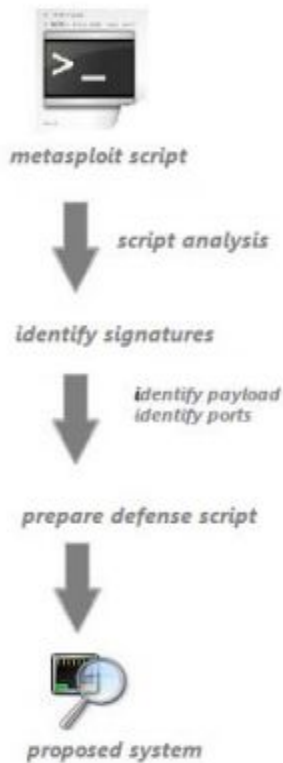 >_
metasploit script
script analysis
identify signatures
identify payload
identify ports
prepare defense script
proposed system